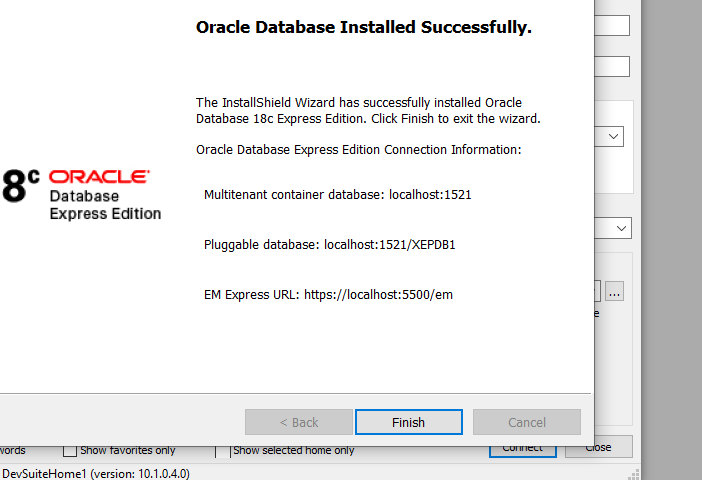 Oracle Database Installed Successfully.
The InstallShield Wizard has successfully installed Oracle
Database 18c Express Edition. Click Finish to exit the wizard.
Oracle Database Express Edition Connection Information:
8c ORACLE
Database
Express Edition
Multitenant container database: localhost:1521
Pluggable database: localhost:1521/XEPDB1
EM Express URL: https://localhost:5500/em
...
e
< Back Finish Cancel
words Show favorites only Show selected home only Connect Close
DevSuiteHome1 (version: 10.1.0.4.0)